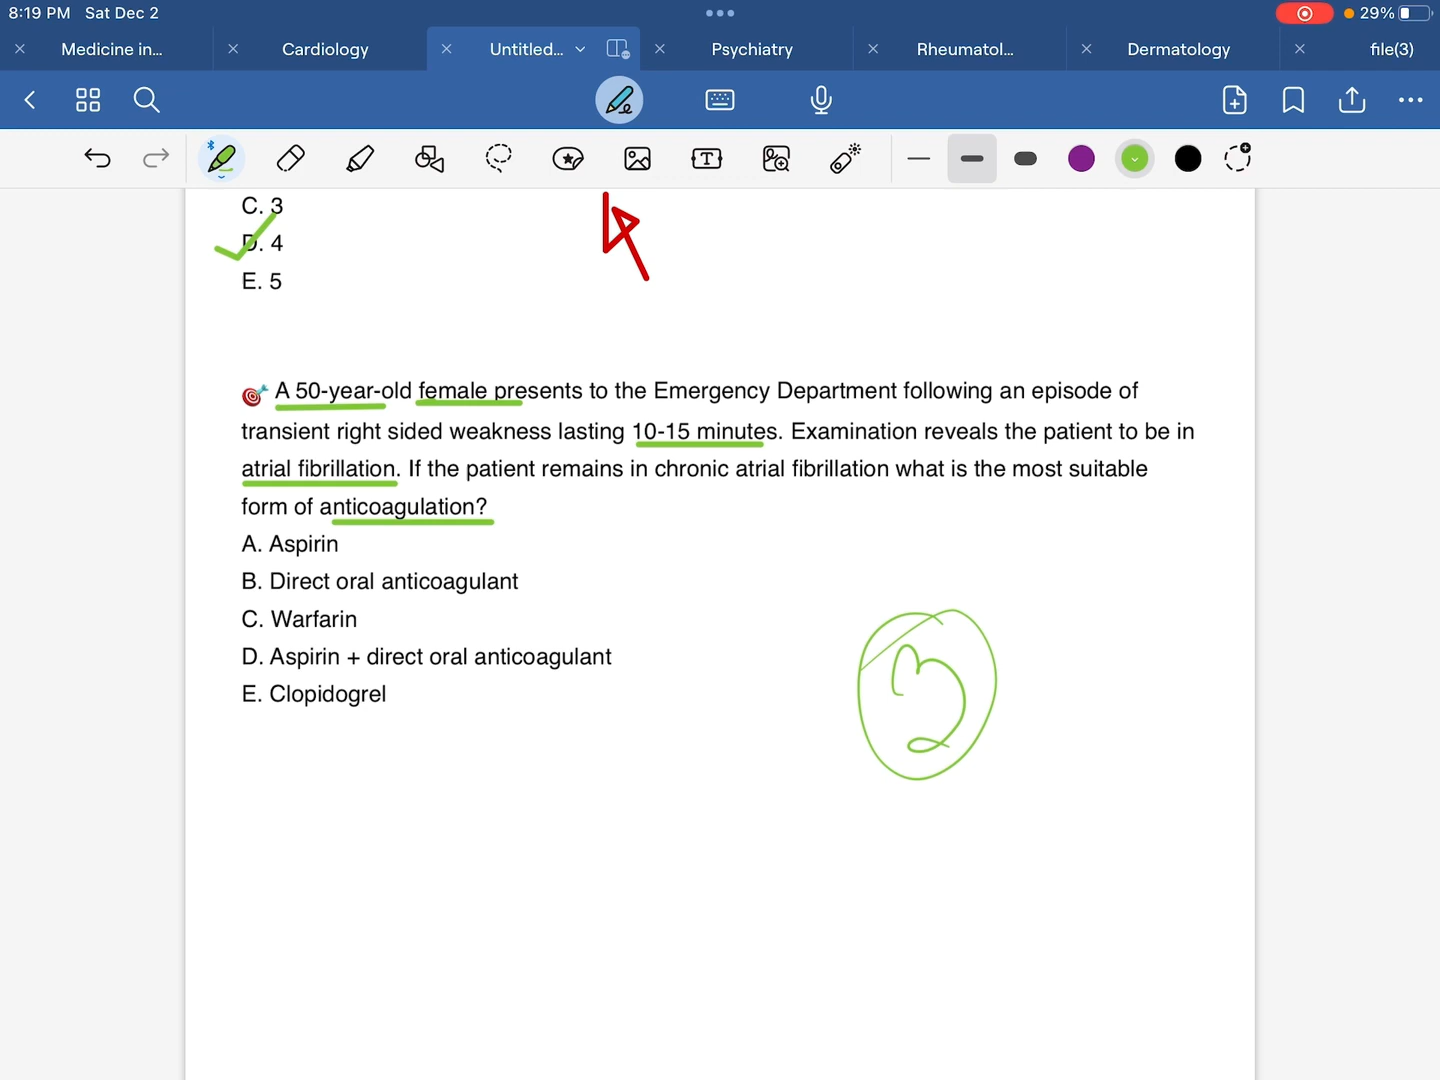 8:19 PM Sat Dec 2
29%
Medicine in...
Cardiology
Untitled...
Psychiatry
Rheumatol...
Dermatology
file(3)
C. 3
D. 4
E. 5
A 50-year-old female presents to the Emergency Department following an episode of
transient right sided weakness lasting 10-15 minutes. Examination reveals the patient to be in
atrial fibrillation. If the patient remains in chronic atrial fibrillation what is the most suitable
form of anticoagulation?
A. Aspirin
B. Direct oral anticoagulant
C. Warfarin
D. Aspirin + direct oral anticoagulant
E. Clopidogrel